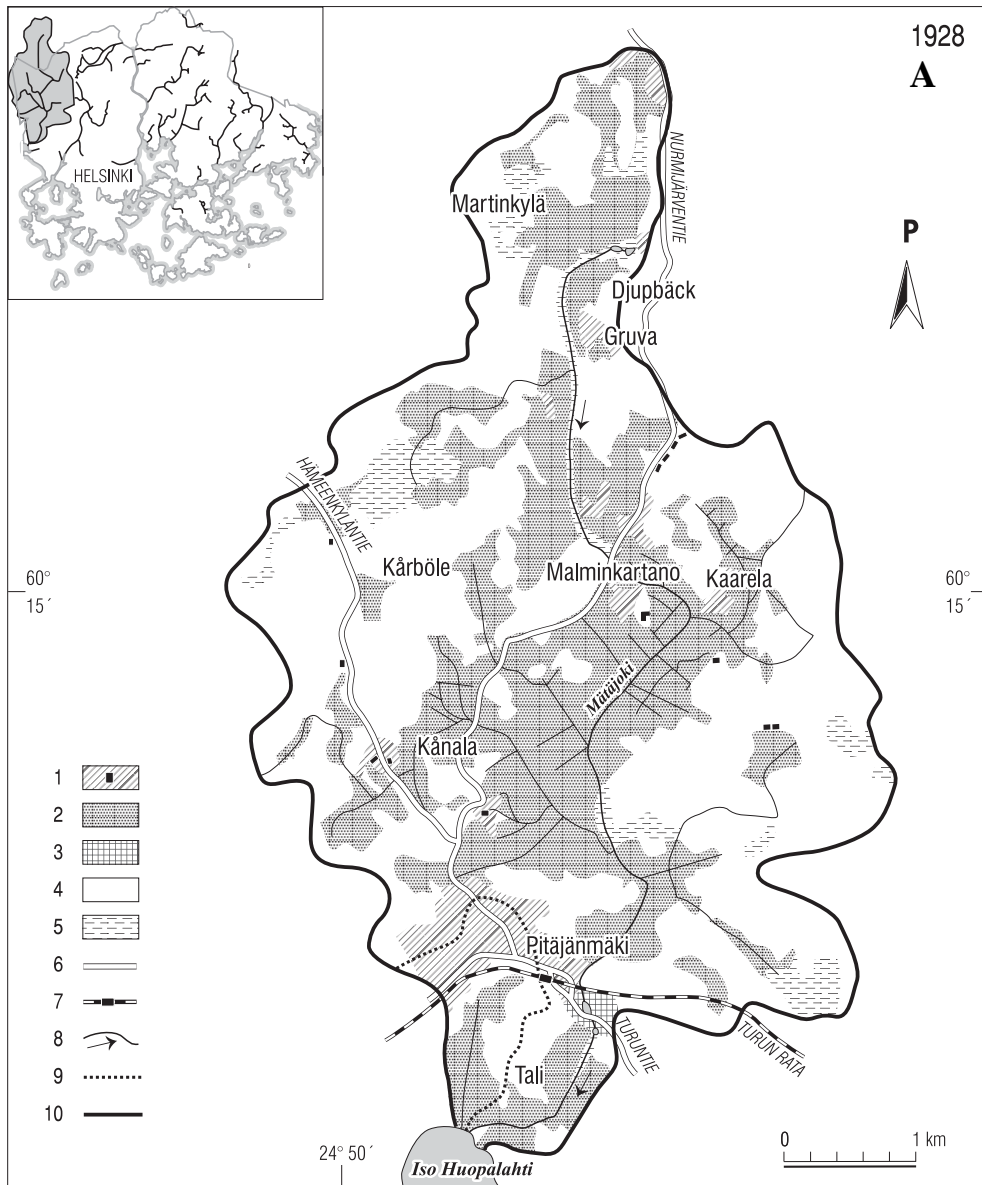 1928
A
HELSINKI
NURMIJÄRVENTIE
Martinkylä
P
Djupbäck
Gruva
HÄMEENKYLÄNTIE
Kårböle
Malminkartano
Kaarela
60°
15´
60°
15´
Mätäjoki
Kånala
1
2
3
4
5
6
7
8
9
10
Pitäjänmäki
TURUNTIE
TURUN RATA
Tali
24° 50´
Iso Huopalahti
0
1 km